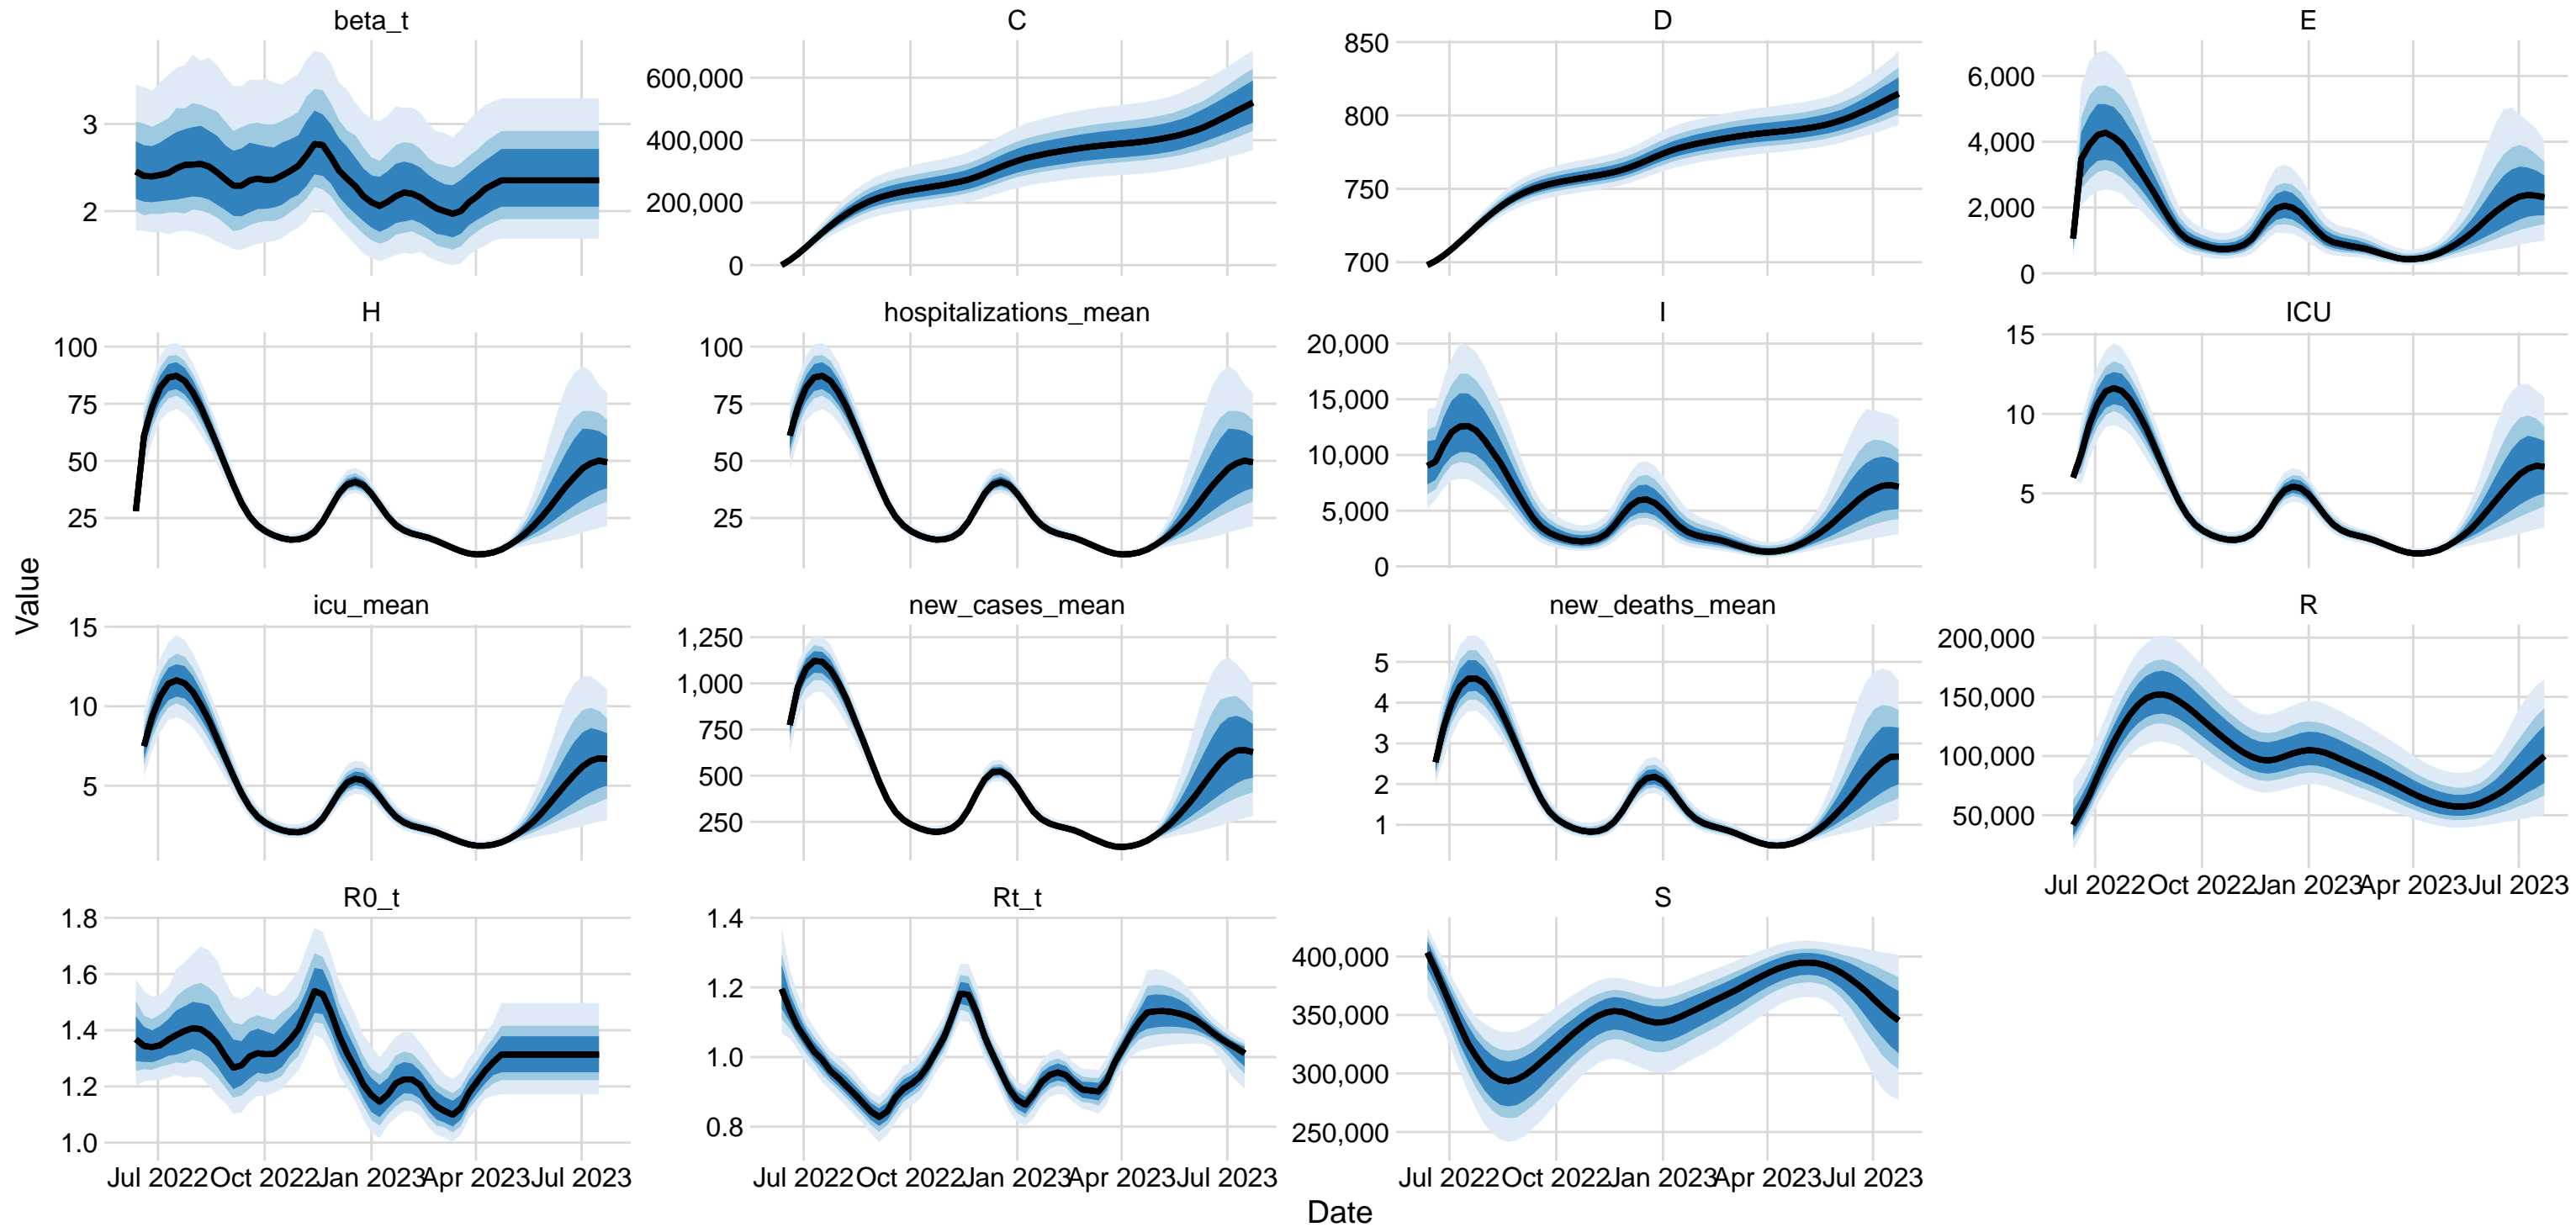 beta_t
C
D
E
3
2
600,000
400,000
200,000
0
850
800
750
700
6,000
4,000
2,000
0
H
hospitalizations_mean
I
ICU
100
75
50
25
100
75
50
25
20,000
15,000
10,000
5,000
0
15
10
5
icu_mean
new_cases_mean
new_deaths_mean
R
15
10
5
1,250
1,000
750
500
250
5
4
3
2
1
200,000
150,000
100,000
50,000
Jul 2022 Oct 2022 Jan 2023 Apr 2023 Jul 2023
R0_t
Rt_t
S
1.8
1.6
1.4
1.2
1.0
1.4
1.2
1.0
0.8
400,000
350,000
300,000
250,000
Jul 2022 Oct 2022 Jan 2023 Apr 2023 Jul 2023
Jul 2022 Oct 2022 Jan 2023 Apr 2023 Jul 2023
Jul 2022 Oct 2022 Jan 2023 Apr 2023 Jul 2023
Value
Date